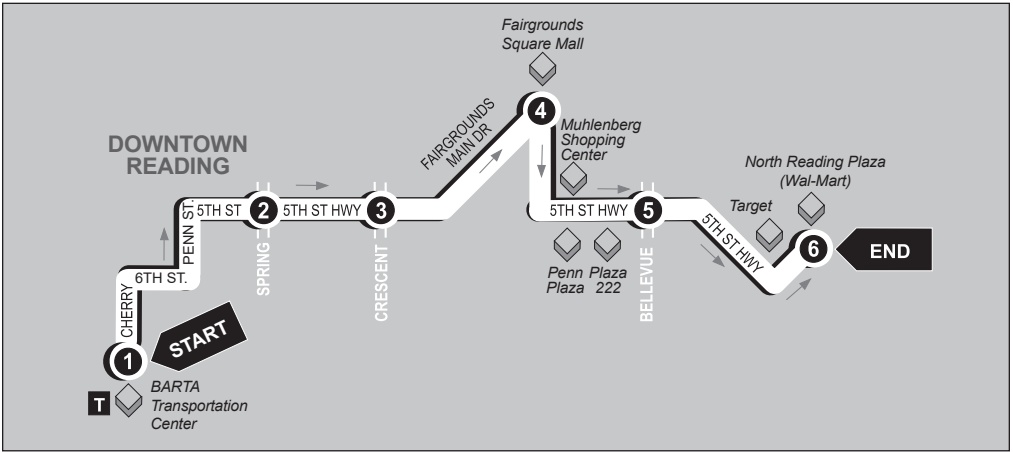 Fairgrounds
Square Mall
4
FAIRGROUNDS
MAIN DR
Muhlenberg
Shopping
Center
DOWNTOWN
READING
North Reading Plaza
(Wal-Mart)
Target
PENN ST.
5TH ST
2
5TH ST HWY
3
5TH ST HWY
5
5TH ST HWY
6
END
SPRING
CRESCENT
Penn
Plaza
Plaza
222
BELLEVUE
6TH ST.
CHERRY
1
START
T
BARTA
Transportation
Center